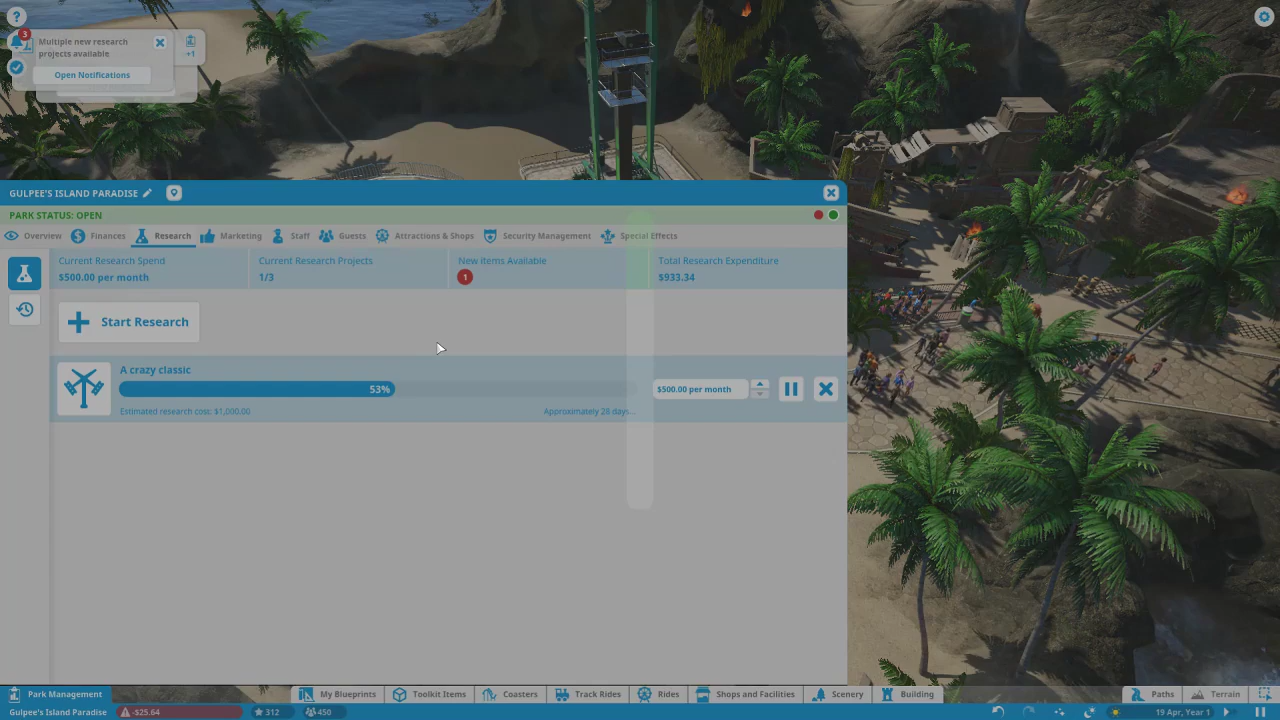 ?
3
Multiple new research
projects available
+1
Open Notifications
GULPEE'S ISLAND PARADISE
PARK STATUS: OPEN
Overview
Finances
Research
Marketing
Staff
Guests
Attractions & Shops
Security Management
Special Effects
Current Research Spend
$500.00 per month
Current Research Projects
1/3
New items Available
1
Total Research Expenditure
$933.34
Start Research
A crazy classic
53%
$500.00 per month
Estimated research cost: $1,000.00
Approximately 28 days...
Park Management
My Blueprints
Toolkit Items
Coasters
Track Rides
Rides
Shops and Facilities
Scenery
Building
Paths
Terrain
Gulpee's Island Paradise
-$25.64
312
450
19 Apr, Year 1